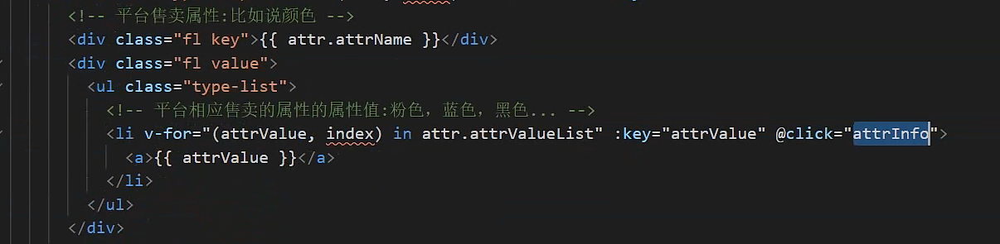 <!-- 平台售卖属性:比如说颜色 -->
<div class="fl key">{{ attr.attrName }}</div>
<div class="fl value">
<ul class="type-list">
<!-- 平台相应售卖的属性的属性值:粉色，蓝色，黑色... -->
<li v-for="(attrValue, index) in attr.attrValueList" :key="attrValue" @click="attrInfo">
<a>{{ attrValue }}</a>
</li>
</ul>
</div>